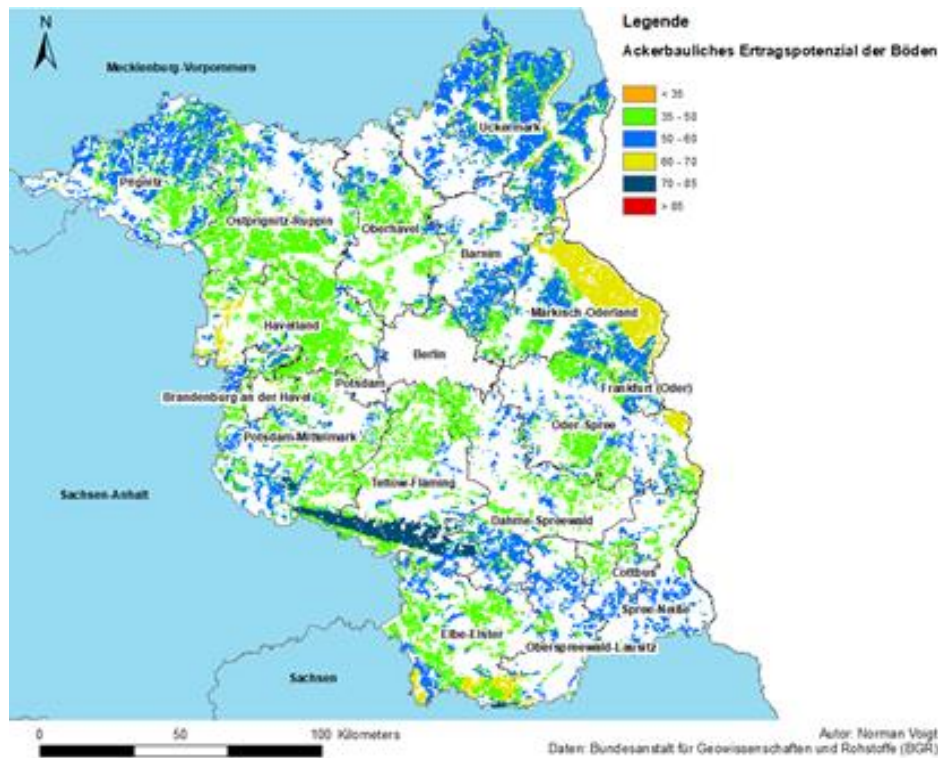 N
Legende
Ackerbauliches Ertragspotenzial der Böden
< 35
35 - 50
50 - 60
60 - 70
70 - 85
> 85
Mecklenburg-Vorpommern
Uckermark
Prignitz
Ostprignitz-Ruppin
Oberhavel
Barnim
Märkisch-Oderland
Havelland
Berlin
Potsdam
Frankfurt (Oder)
Brandenburg an der Havel
Oder-Spree
Potsdam-Mittelmark
Teltow-Fläming
Sachsen-Anhalt
Dahme-Spreewald
Cottbus
Spree-Neiße
Elbe-Elster
Oberspreewald-Lausitz
Sachsen
0 50 100 Kilometers
Autor: Norman Voigt
Daten: Bundesanstalt für Geowissenschaften und Rohstoffe (BGR)